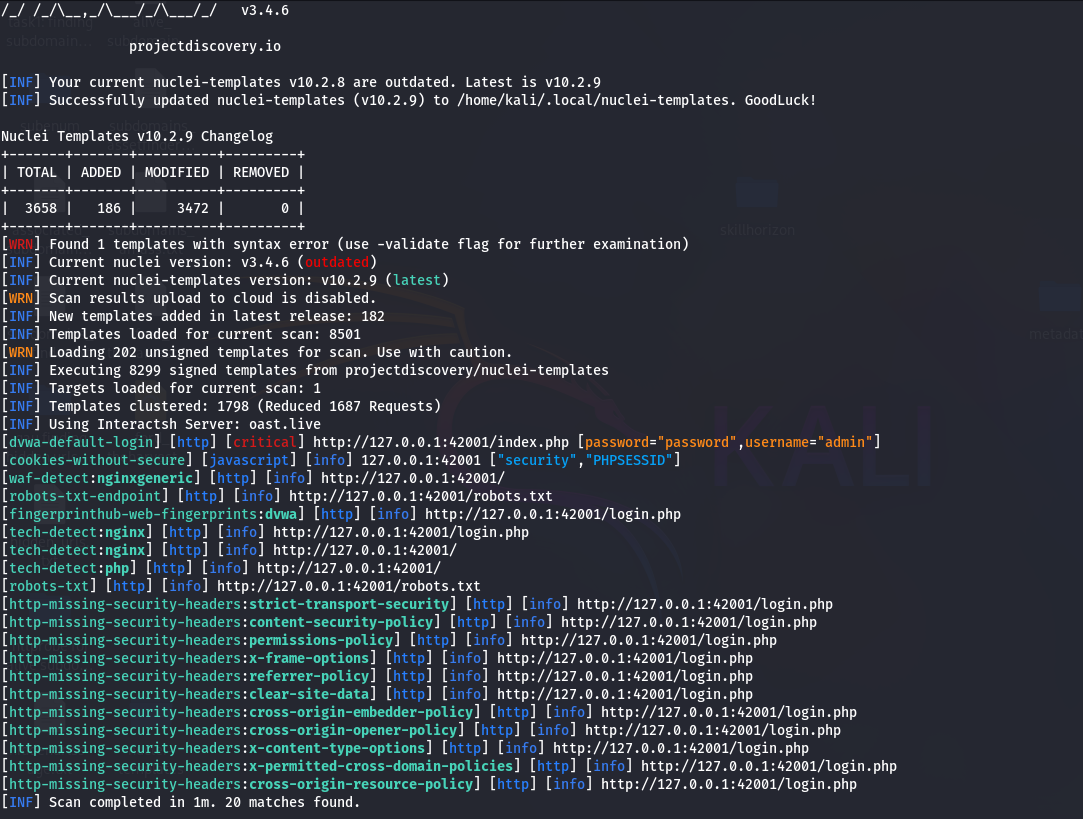 /_/ /_/\__,_/\___/_/\___/_/   v3.4.6
projectdiscovery.io
[INF] Your current nuclei-templates v10.2.8 are outdated. Latest is v10.2.9
[INF] Successfully updated nuclei-templates (v10.2.9) to /home/kali/.local/nuclei-templates. GoodLuck!
Nuclei Templates v10.2.9 Changelog
+-------+-------+----------+---------+
| TOTAL | ADDED | MODIFIED | REMOVED |
+-------+-------+----------+---------+
|  3658 |   186 |     3472 |       0 |
+-------+-------+----------+---------+
[WRN] Found 1 templates with syntax error (use -validate flag for further examination)
[INF] Current nuclei version: v3.4.6 (outdated)
[INF] Current nuclei-templates version: v10.2.9 (latest)
[WRN] Scan results upload to cloud is disabled.
[INF] New templates added in latest release: 182
[INF] Templates loaded for current scan: 8501
[WRN] Loading 202 unsigned templates for scan. Use with caution.
[INF] Executing 8299 signed templates from projectdiscovery/nuclei-templates
[INF] Targets loaded for current scan: 1
[INF] Templates clustered: 1798 (Reduced 1687 Requests)
[INF] Using Interactsh Server: oast.live
[dvwa-default-login] [http] [critical] http://127.0.0.1:42001/index.php [password="password",username="admin"]
[cookies-without-secure] [javascript] [info] 127.0.0.1:42001 ["security","PHPSESSID"]
[waf-detect:nginxgeneric] [http] [info] http://127.0.0.1:42001/
[robots-txt-endpoint] [http] [info] http://127.0.0.1:42001/robots.txt
[fingerprinthub-web-fingerprints:dvwa] [http] [info] http://127.0.0.1:42001/login.php
[tech-detect:nginx] [http] [info] http://127.0.0.1:42001/login.php
[tech-detect:nginx] [http] [info] http://127.0.0.1:42001/
[tech-detect:php] [http] [info] http://127.0.0.1:42001/
[robots-txt] [http] [info] http://127.0.0.1:42001/robots.txt
[http-missing-security-headers:strict-transport-security] [http] [info] http://127.0.0.1:42001/login.php
[http-missing-security-headers:content-security-policy] [http] [info] http://127.0.0.1:42001/login.php
[http-missing-security-headers:permissions-policy] [http] [info] http://127.0.0.1:42001/login.php
[http-missing-security-headers:x-frame-options] [http] [info] http://127.0.0.1:42001/login.php
[http-missing-security-headers:referrer-policy] [http] [info] http://127.0.0.1:42001/login.php
[http-missing-security-headers:clear-site-data] [http] [info] http://127.0.0.1:42001/login.php
[http-missing-security-headers:cross-origin-embedder-policy] [http] [info] http://127.0.0.1:42001/login.php
[http-missing-security-headers:cross-origin-opener-policy] [http] [info] http://127.0.0.1:42001/login.php
[http-missing-security-headers:x-content-type-options] [http] [info] http://127.0.0.1:42001/login.php
[http-missing-security-headers:x-permitted-cross-domain-policies] [http] [info] http://127.0.0.1:42001/login.php
[http-missing-security-headers:cross-origin-resource-policy] [http] [info] http://127.0.0.1:42001/login.php
[INF] Scan completed in 1m. 20 matches found.
skillhorizon
KALI